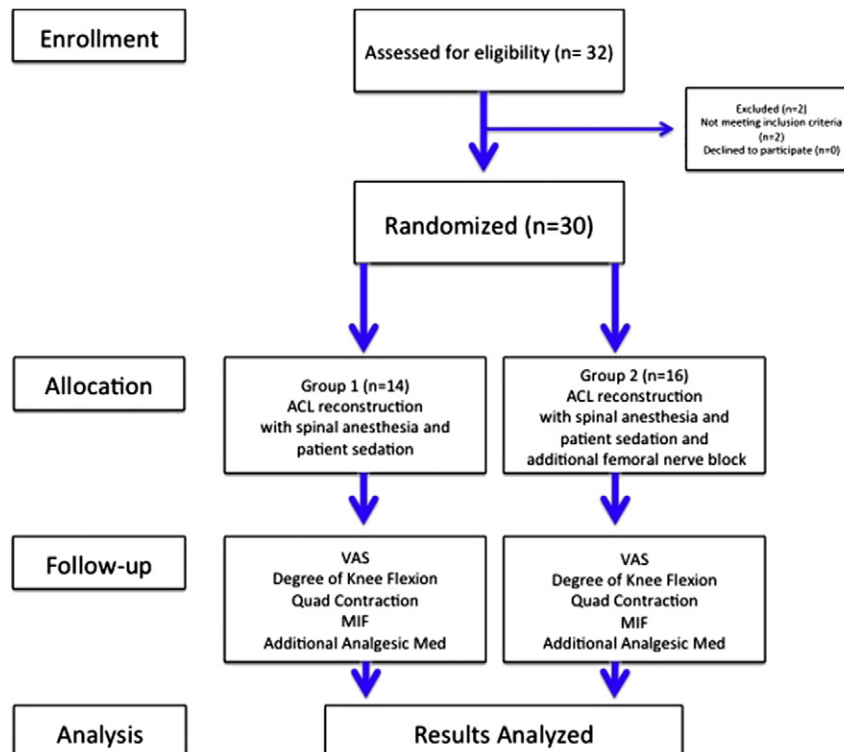 Enrollment
Assessed for eligibility (n= 32)
Excluded (n=2)
Not meeting inclusion criteria
(n=2)
Declined to participate (n=0)
Randomized (n=30)
Allocation
Group 1 (n=14)
ACL reconstruction
with spinal anesthesia and
patient sedation
Group 2 (n=16)
ACL reconstruction
with spinal anesthesia and
patient sedation and
additional femoral nerve block
Follow-up
VAS
Degree of Knee Flexion
Quad Contraction
MIF
Additional Analgesic Med
VAS
Degree of Knee Flexion
Quad Contraction
MIF
Additional Analgesic Med
Analysis
Results Analyzed